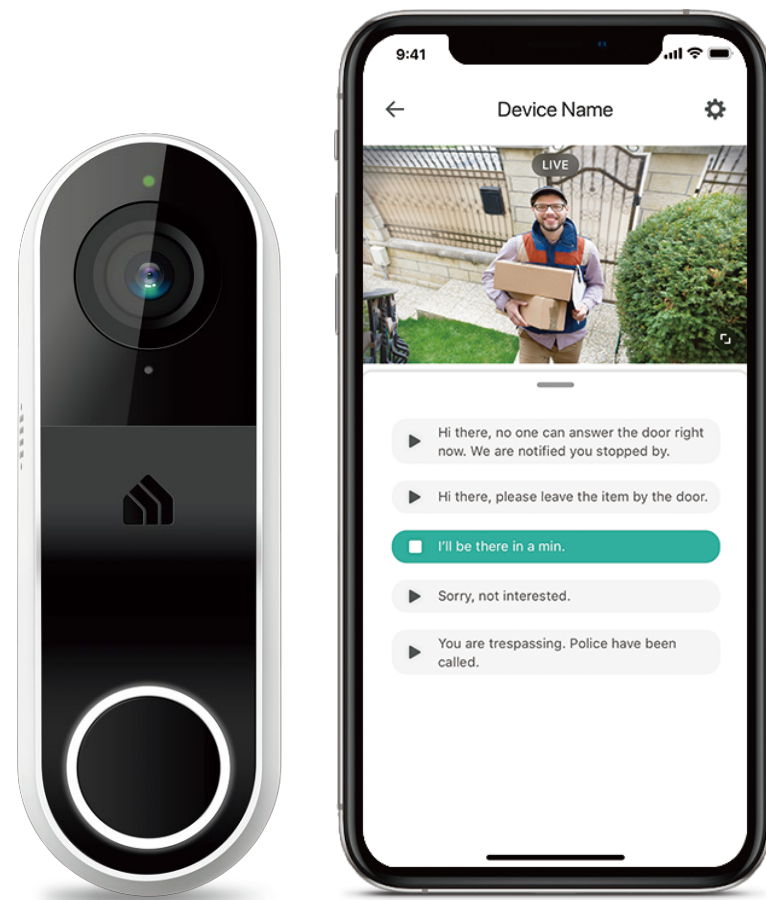 9:41
Device Name
LIVE
Hi there, no one can answer the door right
now. We are notified you stopped by.
Hi there, please leave the item by the door.
I'll be there in a min.
Sorry, not interested.
You are trespassing. Police have been
called.